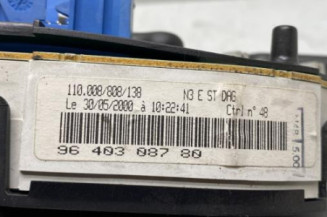 110.008/808/138 N3 E ST DAG
Le 30/05/2000 à 10:22:41 Ctrl n° 48
96 403 087 80